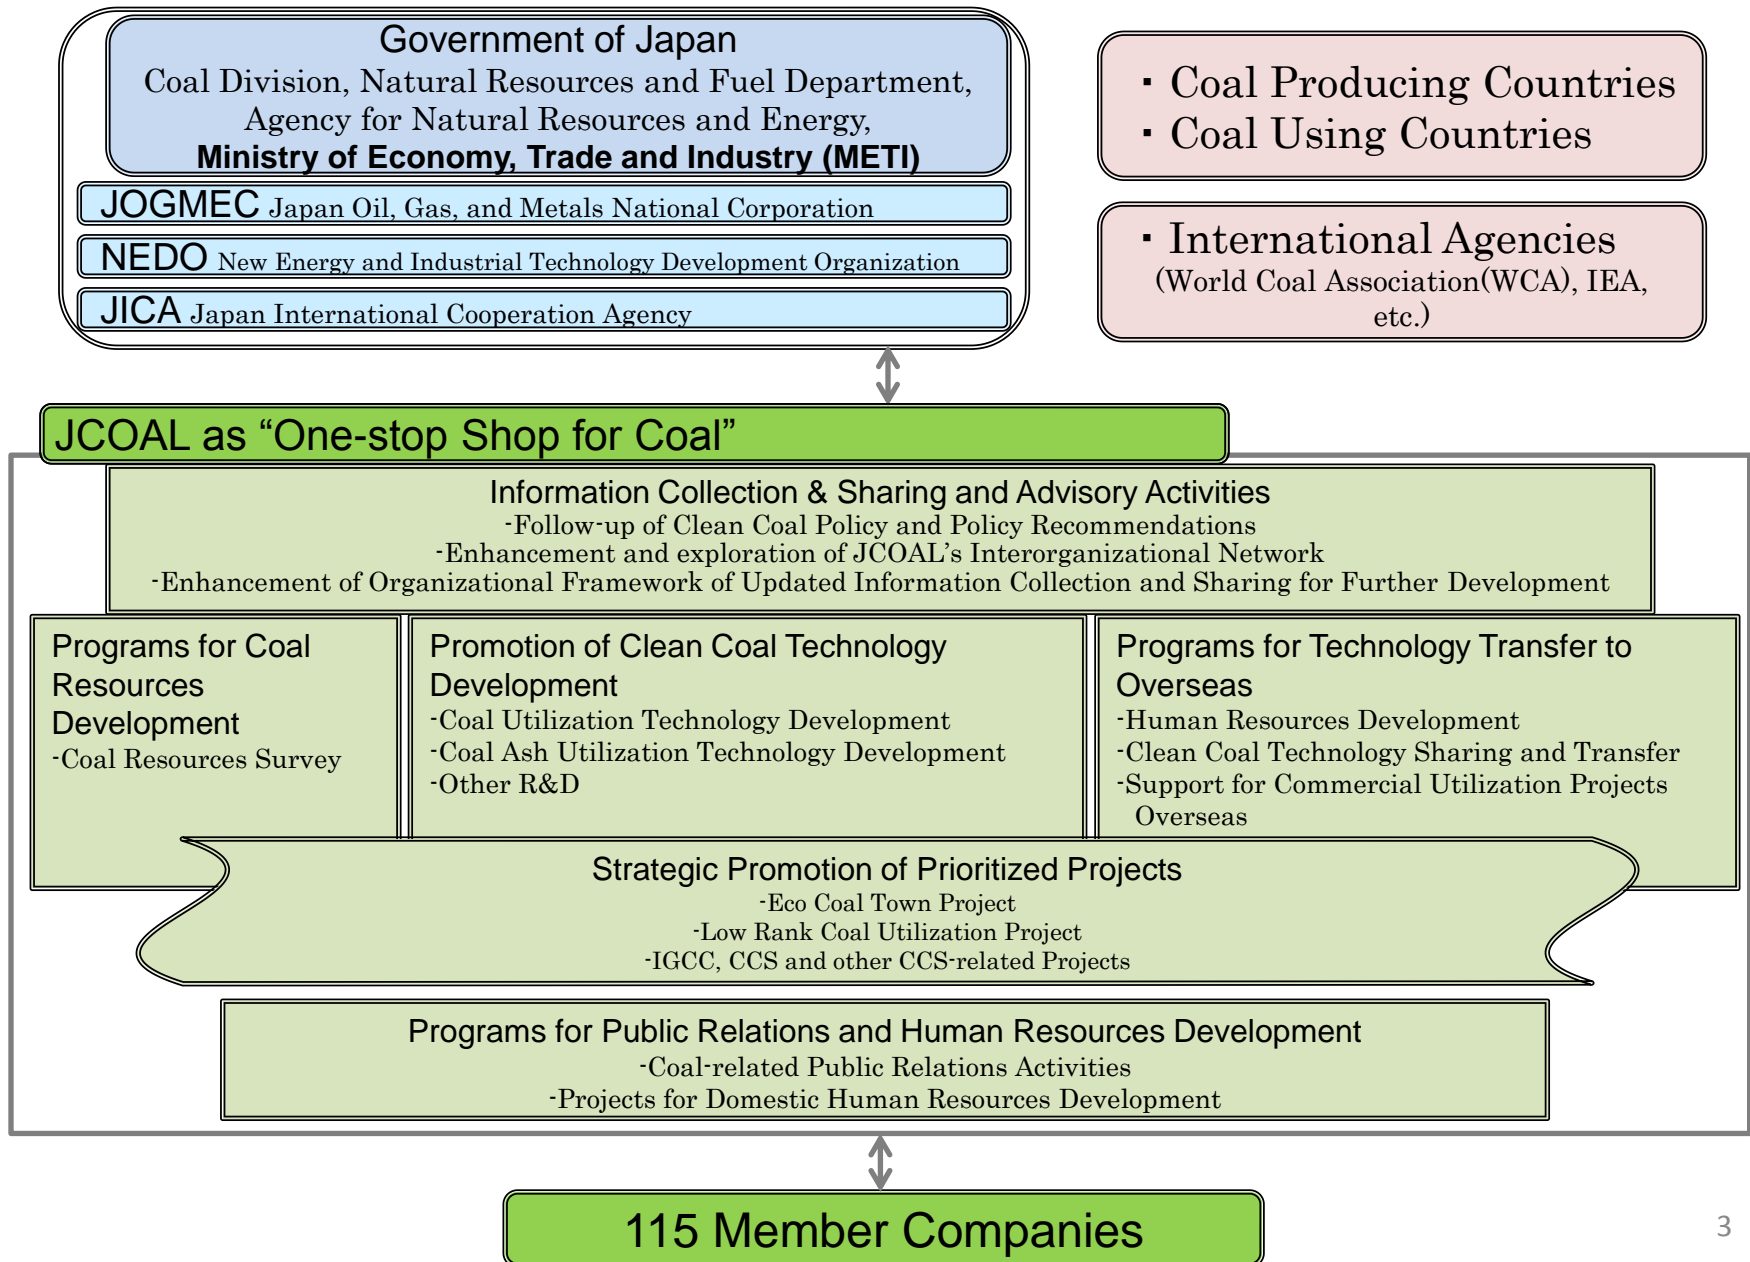 Government of Japan
Coal Division, Natural Resources and Fuel Department,
Agency for Natural Resources and Energy,
Ministry of Economy, Trade and Industry (METI)
JOGMEC Japan Oil, Gas, and Metals National Corporation
NEDO New Energy and Industrial Technology Development Organization
JICA Japan International Cooperation Agency
・Coal Producing Countries
・Coal Using Countries
・International Agencies
(World Coal Association(WCA), IEA,
etc.)
JCOAL as “One-stop Shop for Coal”
Information Collection & Sharing and Advisory Activities
-Follow-up of Clean Coal Policy and Policy Recommendations
-Enhancement and exploration of JCOAL’s Interorganizational Network
-Enhancement of Organizational Framework of Updated Information Collection and Sharing for Further Development
Programs for Coal
Resources
Development
-Coal Resources Survey
Promotion of Clean Coal Technology
Development
-Coal Utilization Technology Development
-Coal Ash Utilization Technology Development
-Other R&D
Programs for Technology Transfer to
Overseas
-Human Resources Development
-Clean Coal Technology Sharing and Transfer
-Support for Commercial Utilization Projects
Overseas
Strategic Promotion of Prioritized Projects
-Eco Coal Town Project
-Low Rank Coal Utilization Project
-IGCC, CCS and other CCS-related Projects
Programs for Public Relations and Human Resources Development
-Coal-related Public Relations Activities
-Projects for Domestic Human Resources Development
115 Member Companies
3